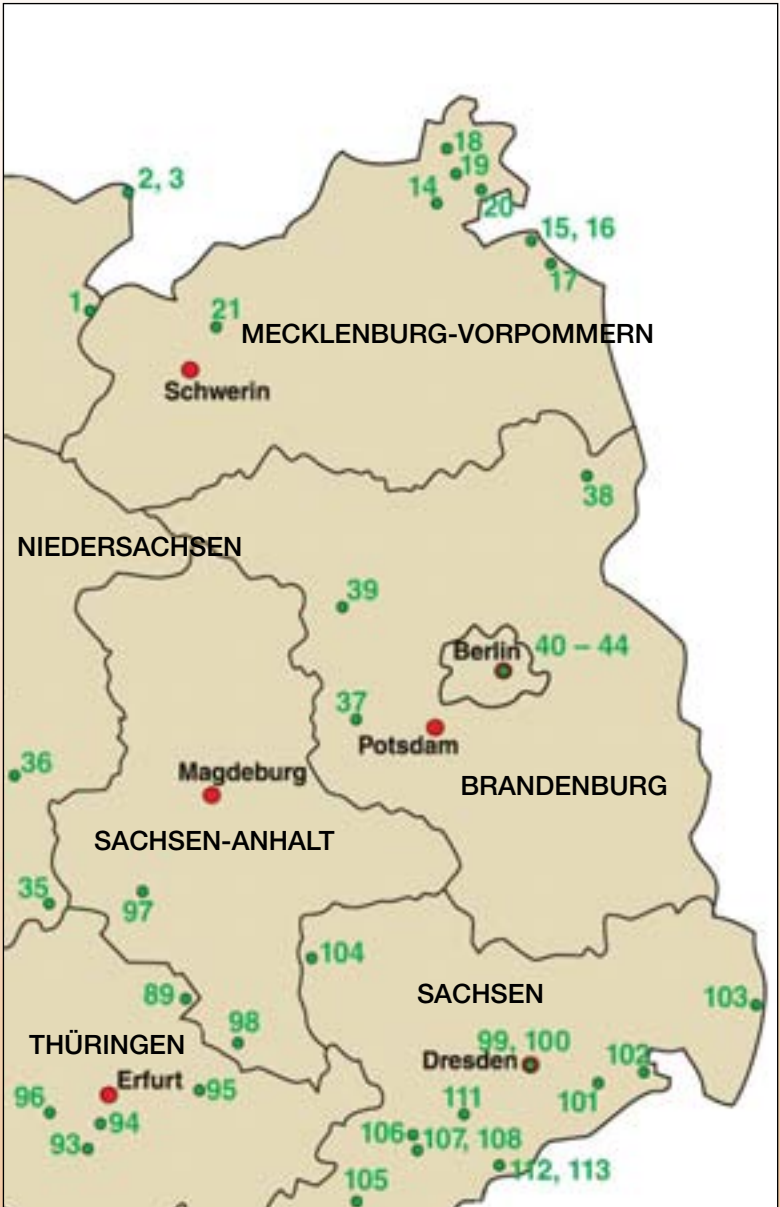 18
2, 3
19
14
20
15, 16
17
1
21
MECKLENBURG-VORPOMMERN
Schwerin
38
NIEDERSACHSEN
39
Berlin
40 – 44
37
Potsdam
36
Magdeburg
BRANDENBURG
SACHSEN-ANHALT
35
97
104
SACHSEN
89
103
98
THÜRINGEN
99, 100
Dresden
102
Erfurt
95
101
96
94
111
93
106
107, 108
112, 113
105